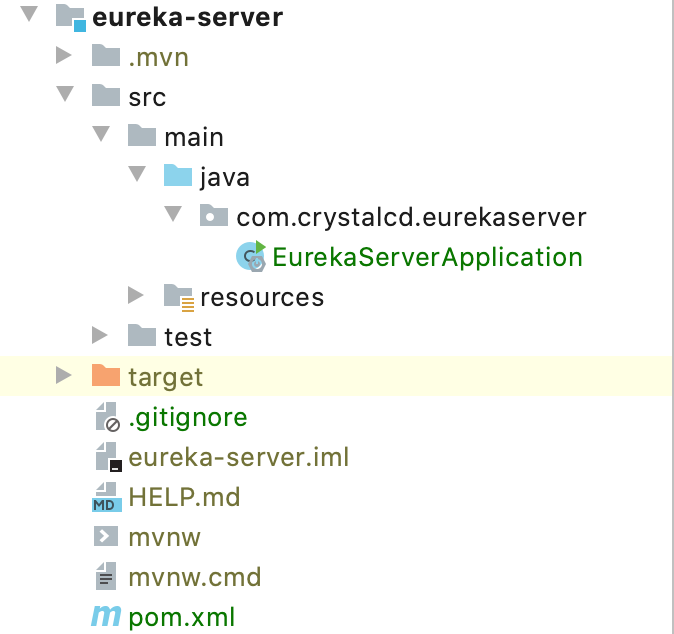 eureka-server
.mvn
src
main
java
com.crystalcd.eurekaserver
EurekaServerApplication
resources
test
target
.gitignore
eureka-server.iml
MD HELP.md
mvnw
mvnw.cmd
m pom.xml